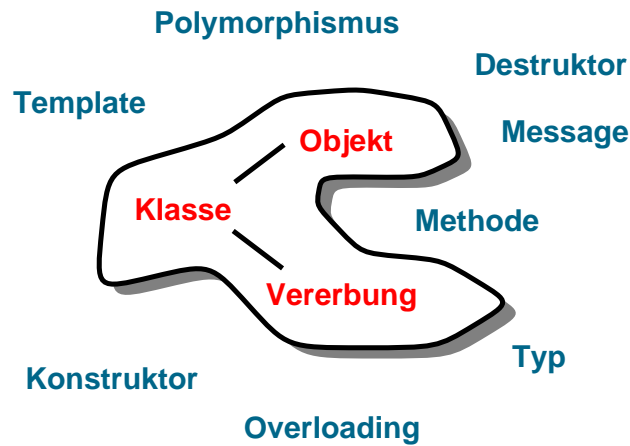 Polymorphismus
Destruktor
Template
Message
Objekt
Klasse
Methode
Vererbung
Typ
Konstruktor
Overloading